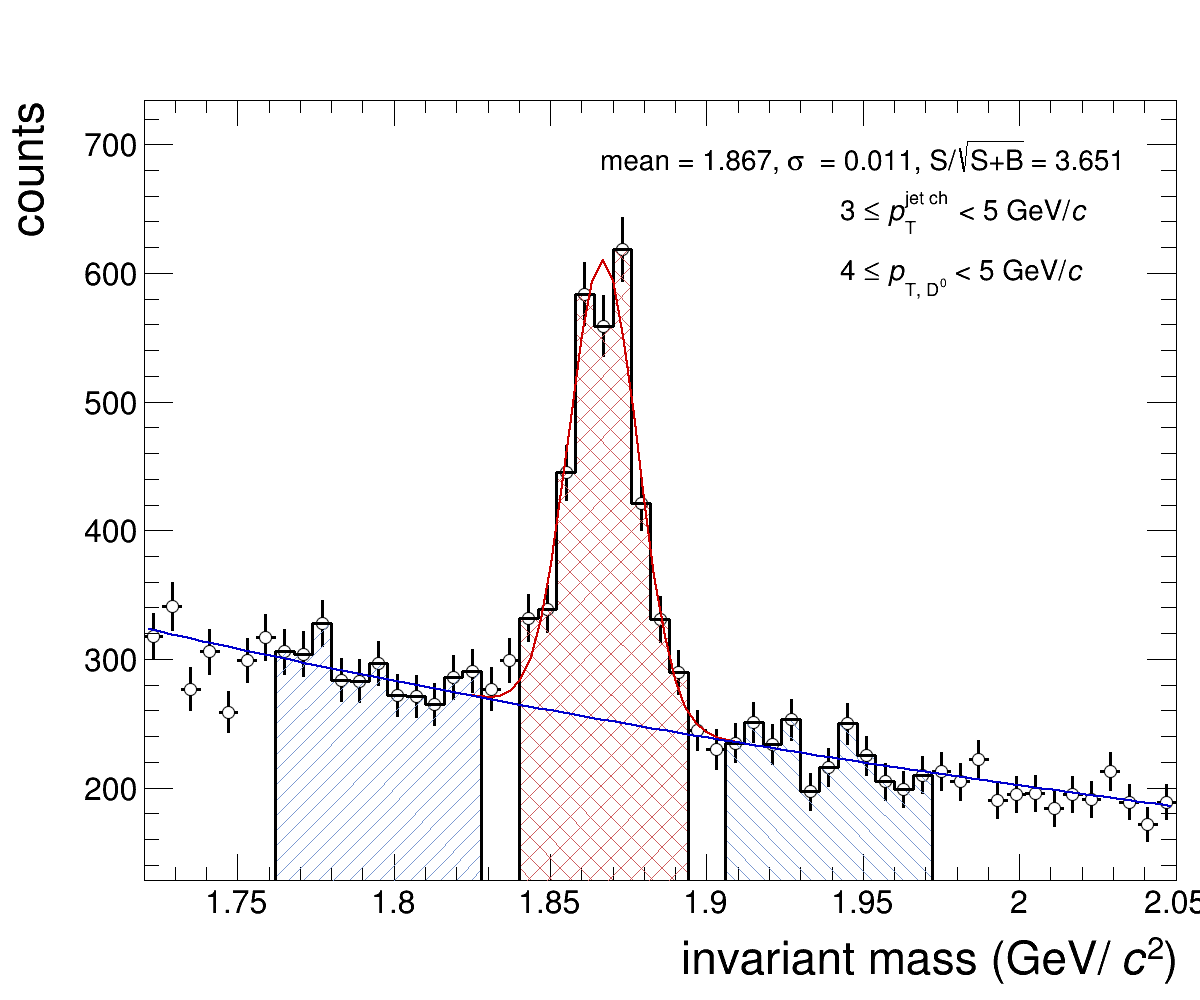 counts
700
600
500
400
300
200
mean = 1.867, σ = 0.011, S/√S+B = 3.651
3 ≤ p_T^{jet ch} < 5 GeV/c
4 ≤ p_{T, D^0} < 5 GeV/c
1.75 1.8 1.85 1.9 1.95 2 2.05
invariant mass (GeV/ c²)